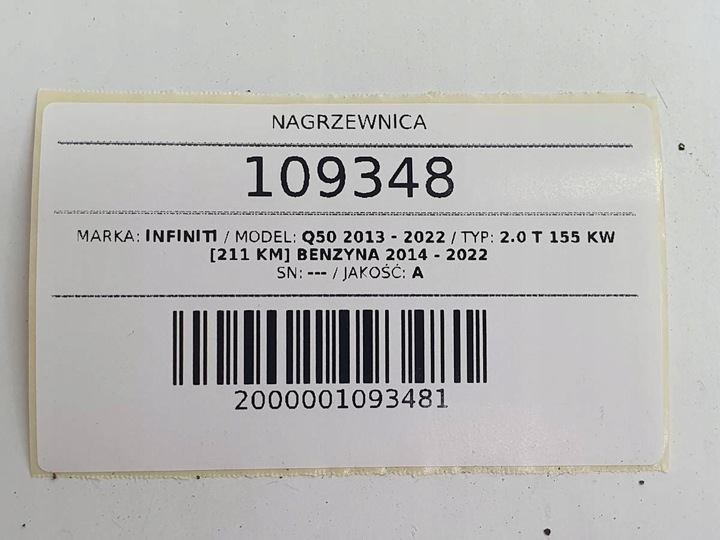 NAGRZEWNICA
109348
MARKA: INFINITI / MODEL: Q50 2013 - 2022 / TYP: 2.0 T 155 KW
[211 KM] BENZYNA 2014 - 2022
SN: --- / JAKOŚĆ: A
2000001093481